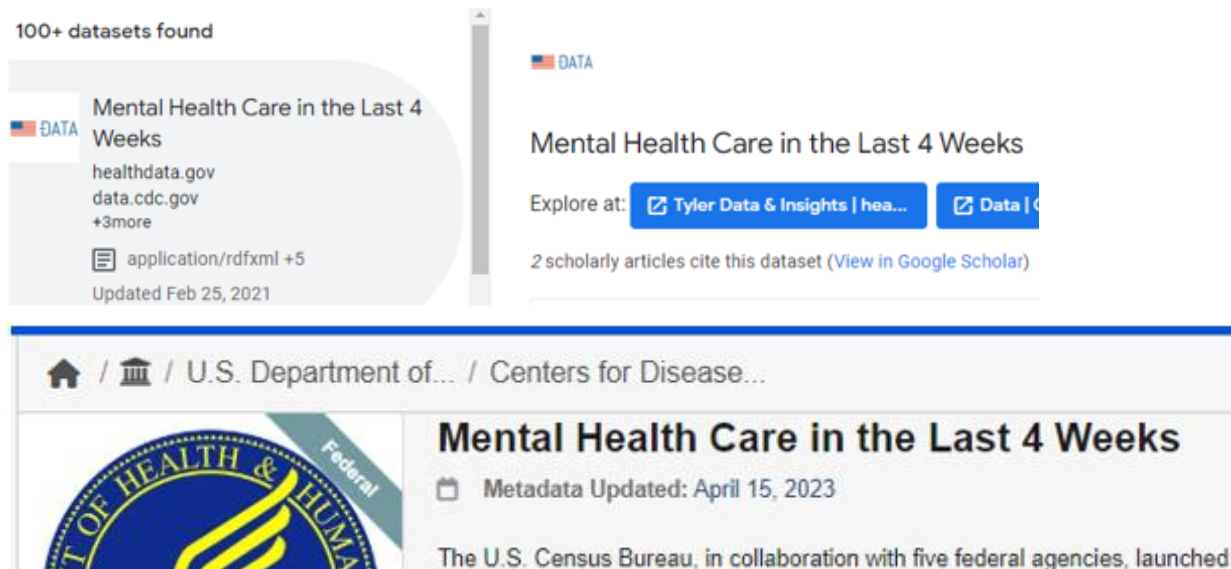 100+ datasets found
ĐATA
Mental Health Care in the Last 4
Weeks
healthdata.gov
data.cdc.gov
+3more
application/rdfxml +5
Updated Feb 25, 2021
ĐATA
Mental Health Care in the Last 4 Weeks
Explore at: Tyler Data & Insights | hea... Data |
2 scholarly articles cite this dataset (View in Google Scholar)
/ / U.S. Department of... / Centers for Disease...
HEALTH &
Federal
Mental Health Care in the Last 4 Weeks
Metadata Updated: April 15, 2023
The U.S. Census Bureau, in collaboration with five federal agencies, launched